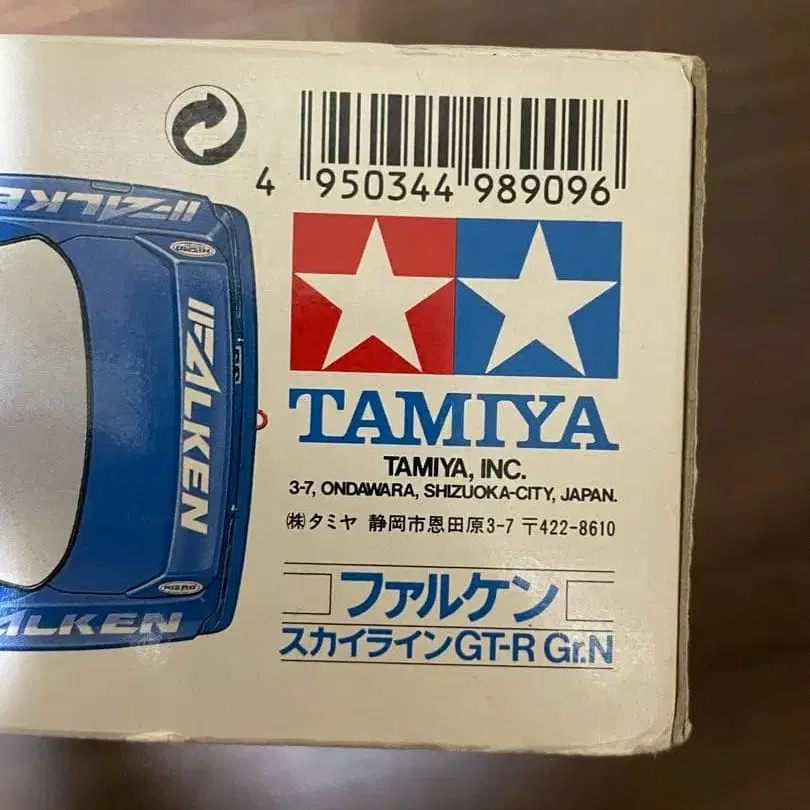 4 950344 989096
TAMIYA
TAMIYA, INC.
3-7, ONDAWARA, SHIZUOKA-CITY, JAPAN.
㈱タミヤ 静岡市恩田原3-7 〒422-8610
ファルケン
スカイラインGT-R Gr.N
FALKEN
FALKEN
ALKEN
NISMO